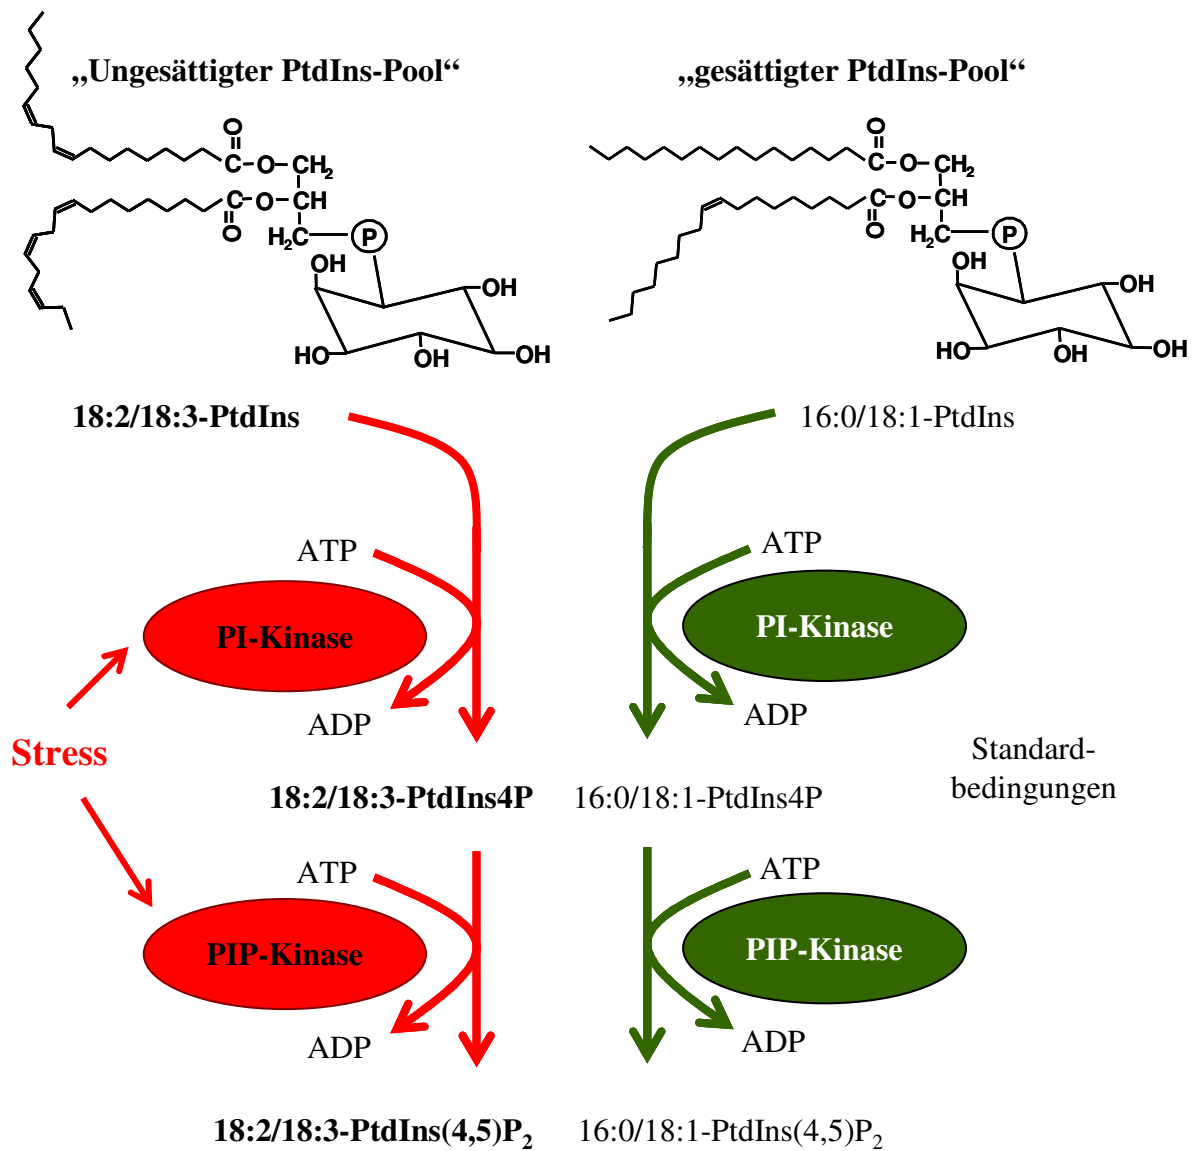 „Ungesättigter PtdIns-Pool“
„gesättigter PtdIns-Pool“
O
C O CH2
C O CH
O
H2C P
OH
OH
HO
OH
OH
O
C O CH2
C O CH
O
H2C P
OH
OH
HO
OH
OH
18:2/18:3-PtdIns
16:0/18:1-PtdIns
ATP
ATP
PI-Kinase
PI-Kinase
ADP
ADP
Stress
Standard-
bedingungen
18:2/18:3-PtdIns4P
16:0/18:1-PtdIns4P
ATP
ATP
PIP-Kinase
PIP-Kinase
ADP
ADP
18:2/18:3-PtdIns(4,5)P2
16:0/18:1-PtdIns(4,5)P2